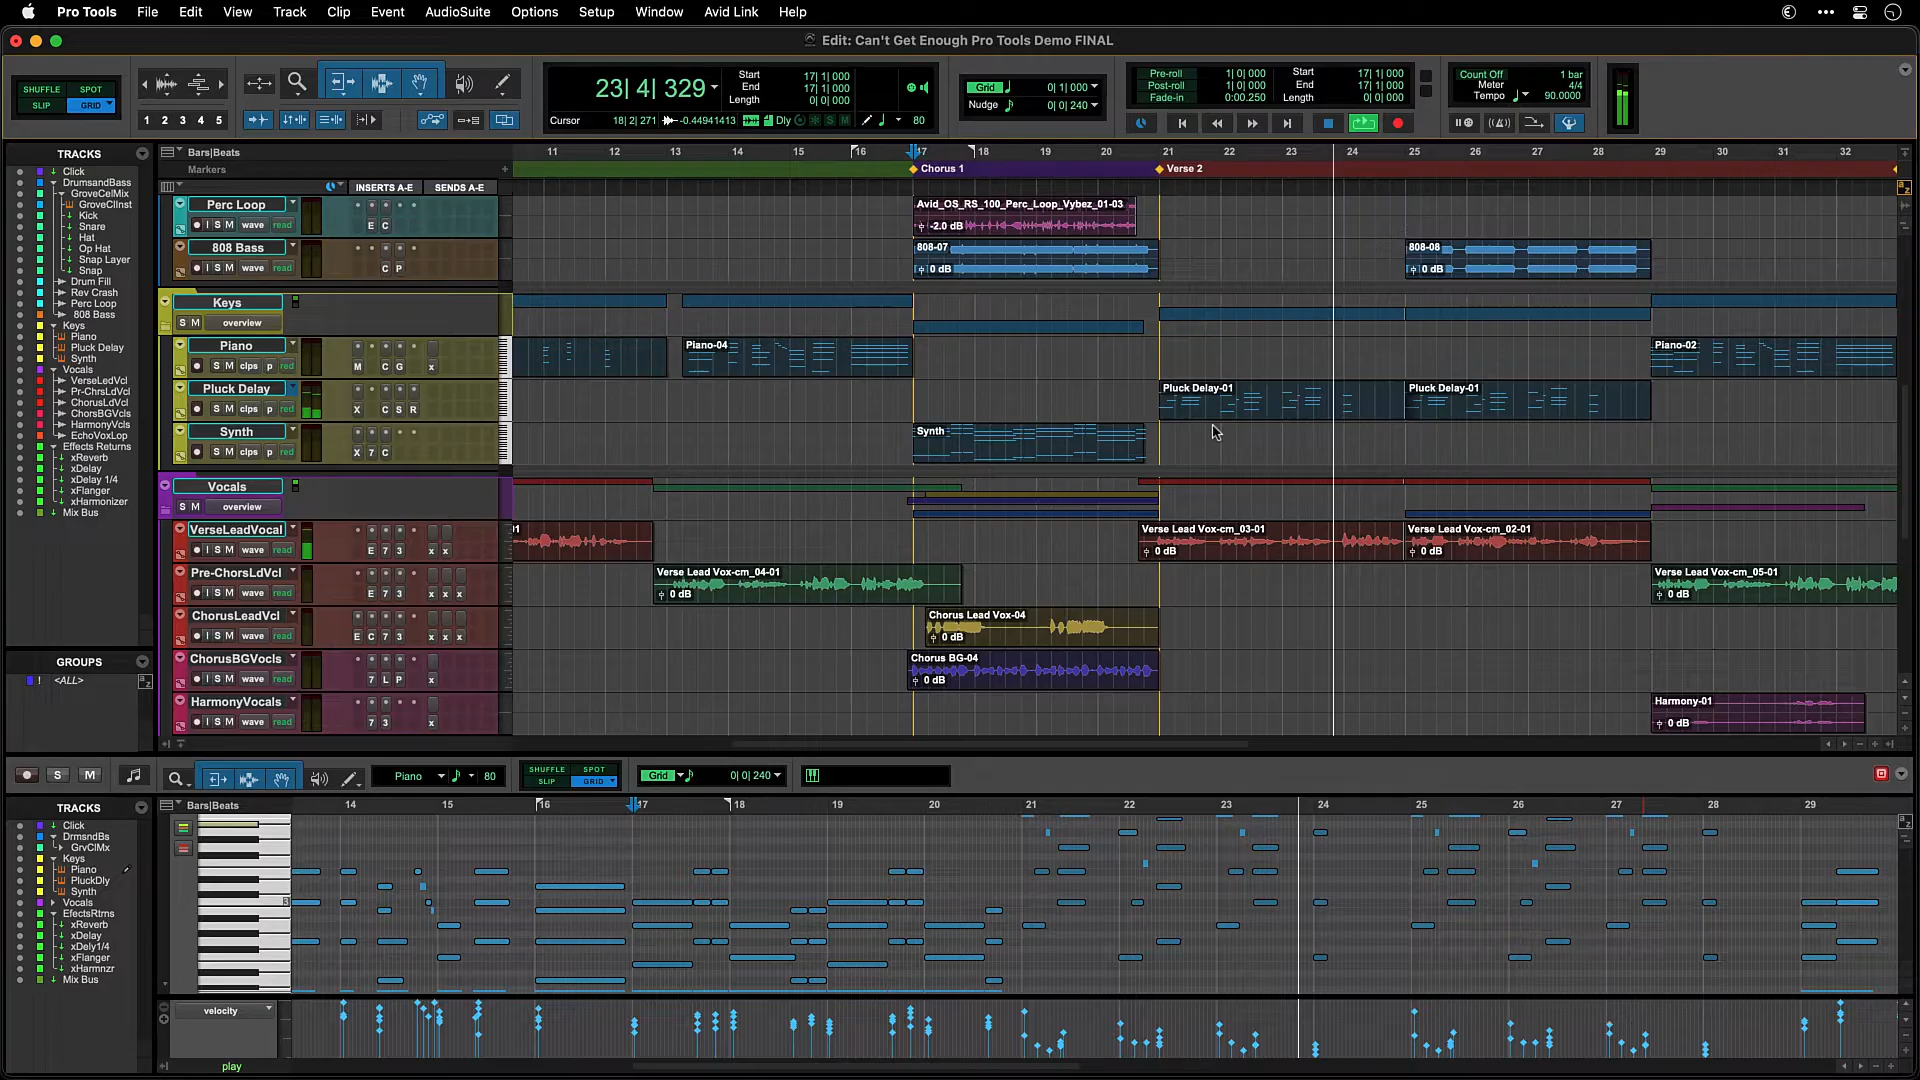 Pro Tools File Edit View Track Clip Event AudioSuite Options Setup Window Avid Link Help
Edit: Can't Get Enough Pro Tools Demo FINAL
SHUFFLE SPOT
SLIP GRID
1 2 3 4 5
23| 4| 329
Start 17| 1| 000
End 17| 1| 000
Length 0| 0| 000
Cursor 18| 2| 271 -0.44941413 Dly S M 80
Grid 0| 1| 000
Nudge 0| 0| 240
Pre-roll 1| 0| 000
Post-roll 1| 0| 000
Fade-in 0:00.250
Start 17| 1| 000
End 17| 1| 000
Length 0| 0| 000
Count Off 1 bar
Meter 4/4
Tempo 90.0000
TRACKS
Click
DrumsandBass
GroveCelMix
GroveClInst
Kick
Snare
Hat
Op Hat
Snap Layer
Snap
Drum Fill
Rev Crash
Perc Loop
808 Bass
Keys
Piano
Pluck Delay
Synth
Vocals
VerseLedVcl
Pr-ChrsLdVcl
ChorusLdVcl
ChorsBGVcls
HarmonyVcls
EchoVoxLop
Effects Returns
xReverb
xDelay
xDelay 1/4
xFlanger
xHarmonizer
Mix Bus
GROUPS
! <ALL>
Bars|Beats 11 12 13 14 15 16 17 18 19 20 21 22 23 24 25 26 27 28 29 30 31 32
Markers Chorus 1 Verse 2
INSERTS A-E SENDS A-E
Perc Loop
I S M wave read E C
Avid_OS_RS_100_Perc_Loop_Vybez_01-03
-2.0 dB
808 Bass
I S M wave read C P
808-07 808-08
0 dB 0 dB
Keys
S M overview
Piano
S M clps p red M C G x
Piano-04 Piano-02
Pluck Delay
S M clps p red X C S R
Pluck Delay-01 Pluck Delay-01
Synth
S M clps p red X 7 C
Synth
Vocals
S M overview
VerseLeadVocal
I S M wave read E 7 3 x x
01 Verse Lead Vox-cm_03-01 Verse Lead Vox-cm_02-01
0 dB 0 dB
Pre-ChorsLdVcl
I S M wave read E 7 3 x x x
Verse Lead Vox-cm_04-01 Verse Lead Vox-cm_05-01
0 dB 0 dB
ChorusLeadVcl
I S M wave read E C 7 3 x x x
Chorus Lead Vox-04
0 dB
ChorusBGVocls
I S M wave read 7 L P x
Chorus BG-04
0 dB
HarmonyVocals
I S M wave read 7 3 x
Harmony-01
0 dB
S M Piano 80
SHUFFLE SPOT
SLIP GRID
Grid 0| 0| 240
TRACKS
Click
DrmsndBs
GrvClMx
Keys
Piano
PluckDly
Synth
Vocals
EffectsRtrns
xReverb
xDelay
xDely1/4
xFlanger
xHarmnzr
Mix Bus
Bars|Beats 14 15 16 17 18 19 20 21 22 23 24 25 26 27 28 29
3
velocity
play